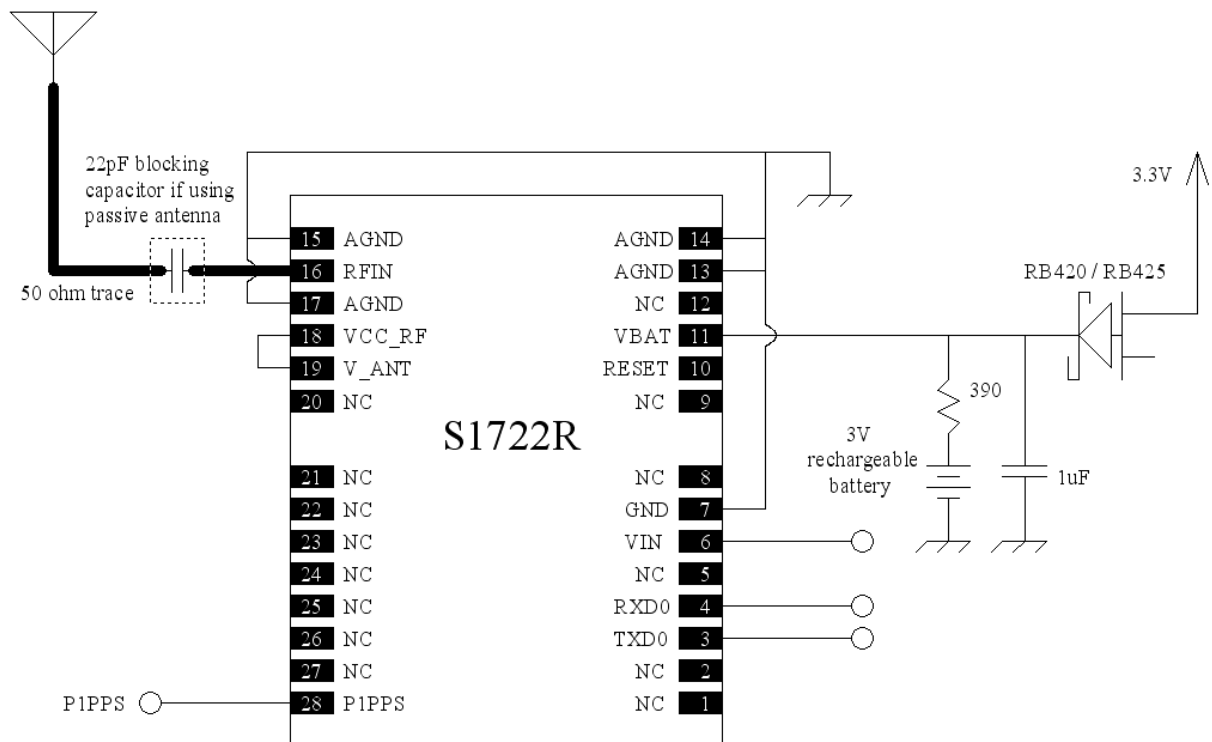 22pF blocking
capacitor if using
passive antenna
3.3V
15 AGND AGND 14
RB420 / RB425
16 RFIN AGND 13
50 ohm trace
17 AGND NC 12
18 VCC_RF VBAT 11
19 V_ANT RESET 10
390
20 NC NC 9
S1722R
3V
rechargeable
battery
1uF
21 NC NC 8
22 NC GND 7
23 NC VIN 6
24 NC NC 5
25 NC RXD0 4
26 NC TXD0 3
27 NC NC 2
P1PPS 28 P1PPS NC 1